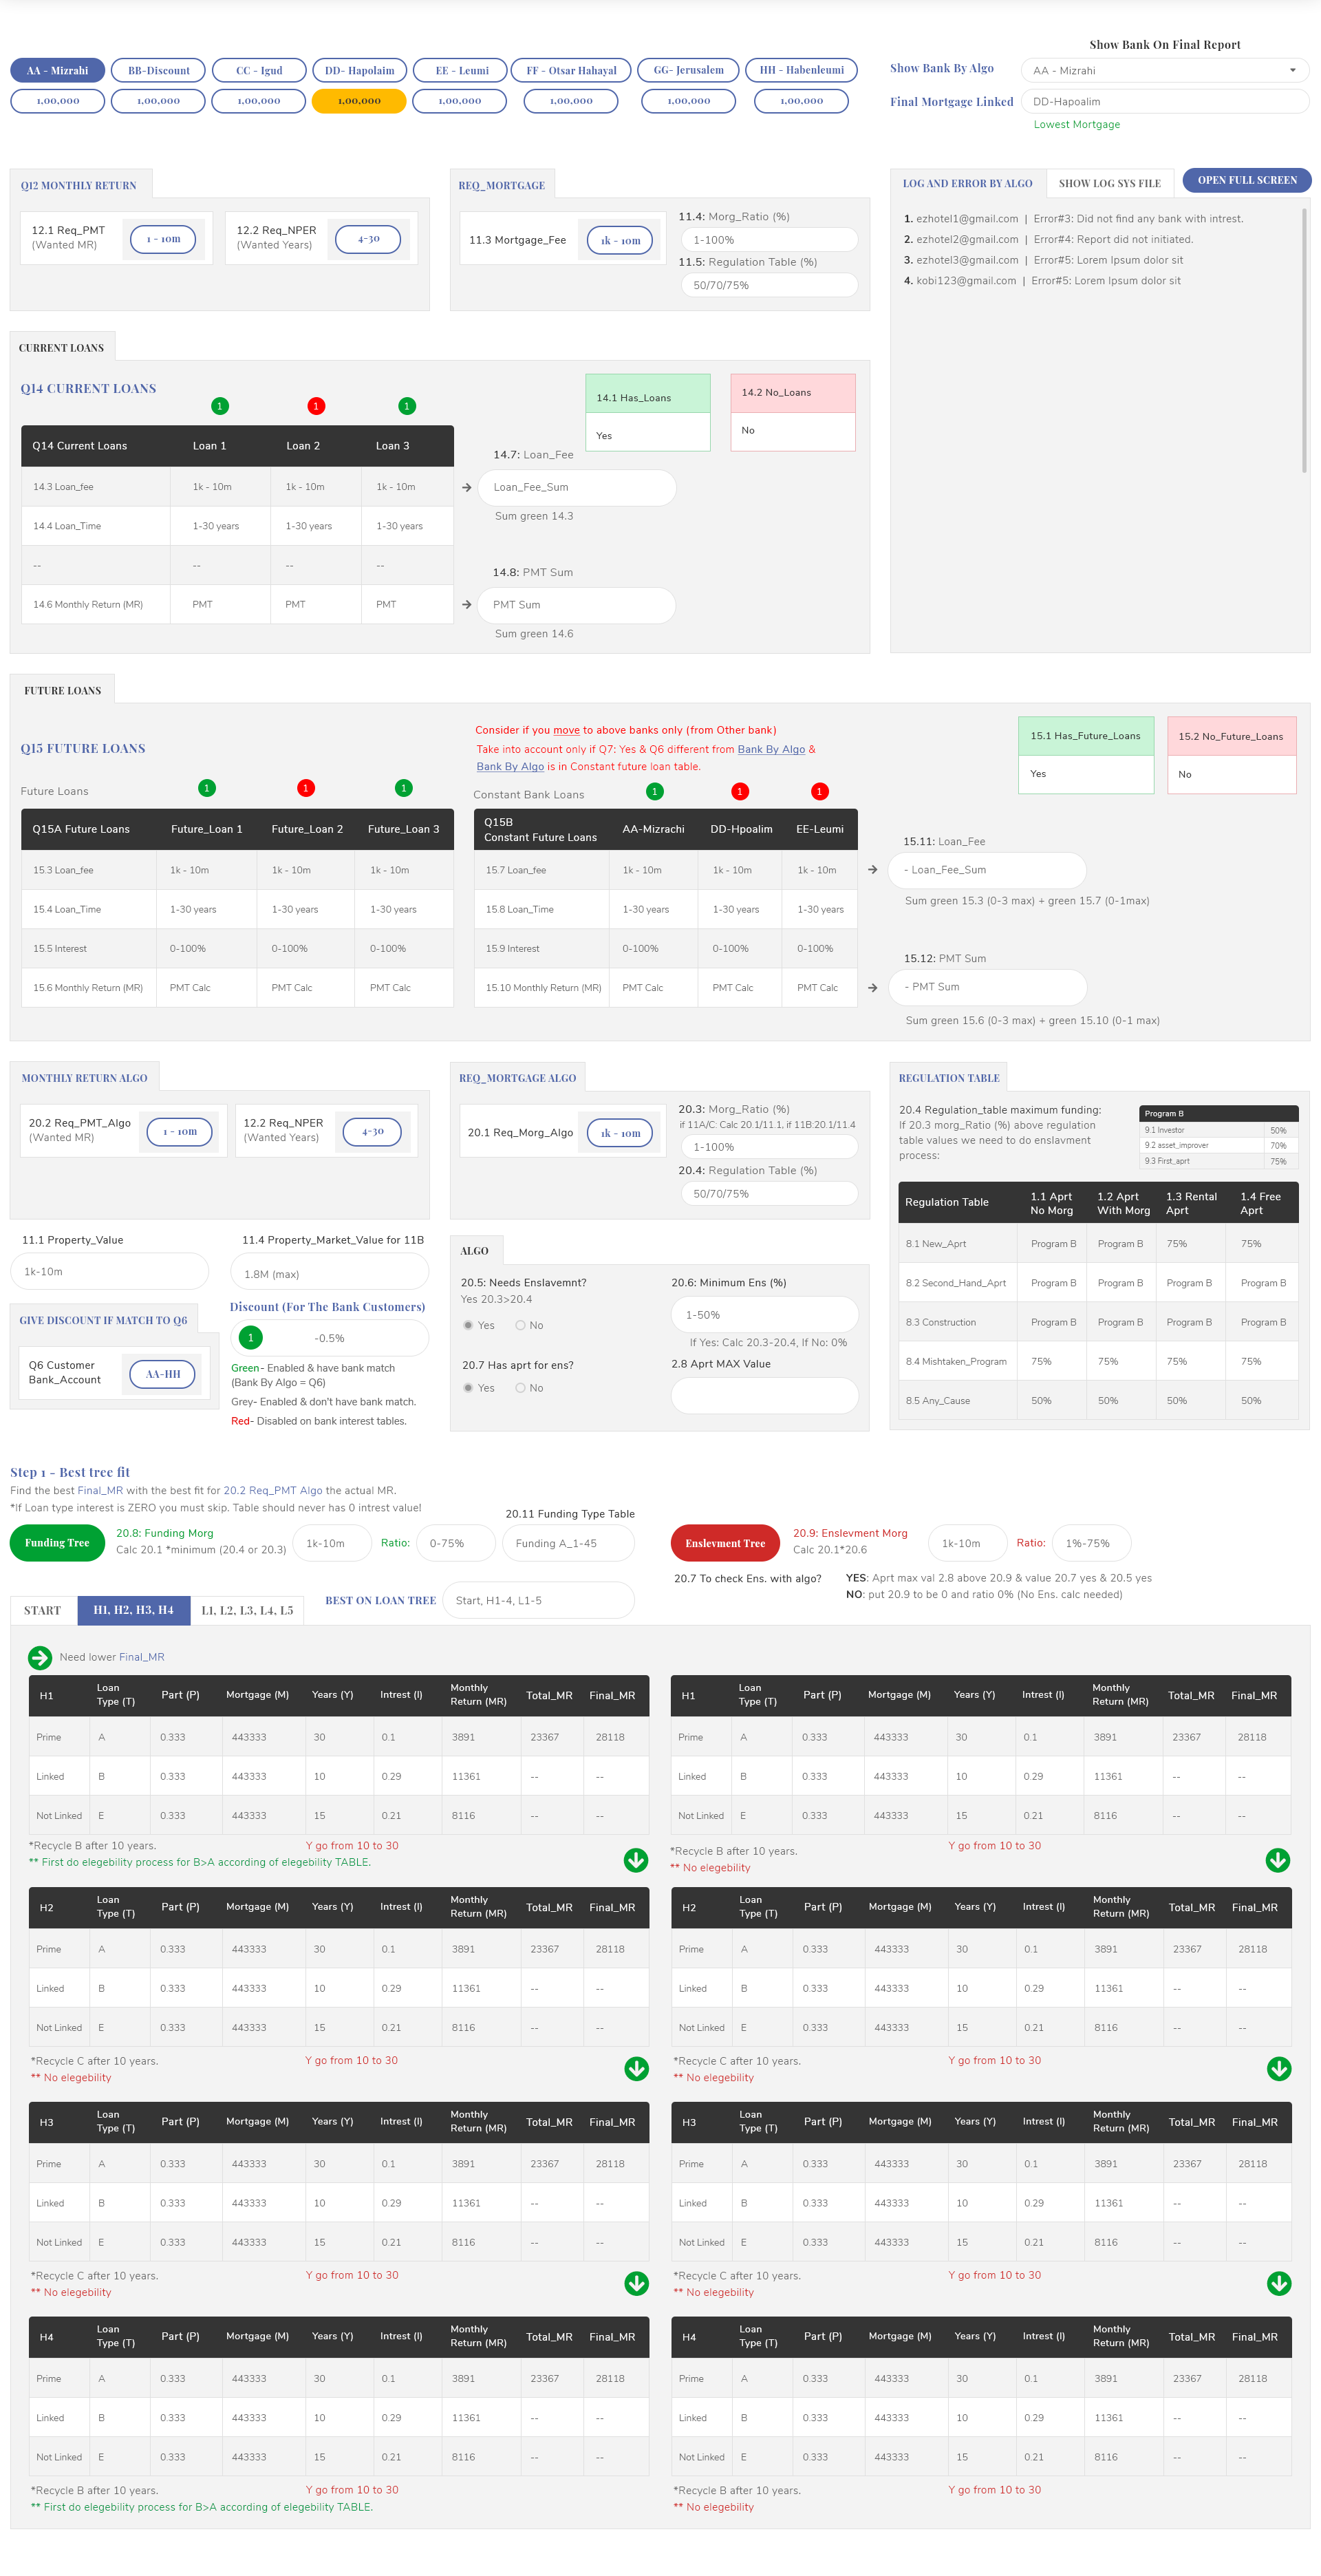 Show Bank On Final Report
AA - Mizrahi BB-Discount CC - Igud DD- Hapolaim EE - Leumi FF - Otsar Hahayal GG- Jerusalem HH - Habenleumi Show Bank By Algo AA - Mizrahi
1,00,000 1,00,000 1,00,000 1,00,000 1,00,000 1,00,000 1,00,000 1,00,000 Final Mortgage Linked DD-Hapoalim
Lowest Mortgage
Q12 MONTHLY RETURN
12.1 Req_PMT
(Wanted MR)
1 - 10m
12.2 Req_NPER
(Wanted Years)
4-30
REQ_MORTGAGE
11.3 Mortgage_Fee 1k - 10m
11.4: Morg_Ratio (%)
1-100%
11.5: Regulation Table (%)
50/70/75%
LOG AND ERROR BY ALGO SHOW LOG SYS FILE OPEN FULL SCREEN
1. ezhotel1@gmail.com | Error#3: Did not find any bank with intrest.
2. ezhotel2@gmail.com | Error#4: Report did not initiated.
3. ezhotel3@gmail.com | Error#5: Lorem Ipsum dolor sit
4. kobi123@gmail.com | Error#5: Lorem Ipsum dolor sit
CURRENT LOANS
Q14 CURRENT LOANS
1 1 1
14.1 Has_Loans
Yes
14.2 No_Loans
No
Q14 Current Loans Loan 1 Loan 2 Loan 3
14.3 Loan_fee 1k - 10m 1k - 10m 1k - 10m
14.4 Loan_Time 1-30 years 1-30 years 1-30 years
-- -- -- --
14.6 Monthly Return (MR) PMT PMT PMT
14.7: Loan_Fee
Loan_Fee_Sum
Sum green 14.3
14.8: PMT Sum
PMT Sum
Sum green 14.6
FUTURE LOANS
Q15 FUTURE LOANS
Consider if you move to above banks only (from Other bank)
Take into account only if Q7: Yes & Q6 different from Bank By Algo &
Bank By Algo is in Constant future loan table.
15.1 Has_Future_Loans
Yes
15.2 No_Future_Loans
No
Future Loans 1 1 1
Q15A Future Loans Future_Loan 1 Future_Loan 2 Future_Loan 3
15.3 Loan_fee 1k - 10m 1k - 10m 1k - 10m
15.4 Loan_Time 1-30 years 1-30 years 1-30 years
15.5 Interest 0-100% 0-100% 0-100%
15.6 Monthly Return (MR) PMT Calc PMT Calc PMT Calc
Constant Bank Loans 1 1 1
Q15B
Constant Future Loans AA-Mizrachi DD-Hpoalim EE-Leumi
15.7 Loan_fee 1k - 10m 1k - 10m 1k - 10m
15.8 Loan_Time 1-30 years 1-30 years 1-30 years
15.9 Interest 0-100% 0-100% 0-100%
15.10 Monthly Return (MR) PMT Calc PMT Calc PMT Calc
15.11: Loan_Fee
- Loan_Fee_Sum
Sum green 15.3 (0-3 max) + green 15.7 (0-1max)
15.12: PMT Sum
- PMT Sum
Sum green 15.6 (0-3 max) + green 15.10 (0-1 max)
MONTHLY RETURN ALGO
20.2 Req_PMT_Algo
(Wanted MR)
1 - 10m
12.2 Req_NPER
(Wanted Years)
4-30
REQ_MORTGAGE ALGO
20.1 Req_Morg_Algo 1k - 10m
20.3: Morg_Ratio (%)
if 11A/C: Calc 20.1/11.1, if 11B:20.1/11.4
1-100%
20.4: Regulation Table (%)
50/70/75%
REGULATION TABLE
20.4 Regulation_table maximum funding:
If 20.3 morg_Ratio (%) above regulation
table values we need to do enslavment
process:
Program B
9.1 Investor 50%
9.2 asset_improver 70%
9.3 First_aprt 75%
Regulation Table 1.1 Aprt No Morg 1.2 Aprt With Morg 1.3 Rental Aprt 1.4 Free Aprt
8.1 New_Aprt Program B Program B 75% 75%
8.2 Second_Hand_Aprt Program B Program B Program B Program B
8.3 Construction Program B Program B Program B Program B
8.4 Mishtaken_Program 75% 75% 75% 75%
8.5 Any_Cause 50% 50% 50% 50%
11.1 Property_Value
1k-10m
11.4 Property_Market_Value for 11B
1.8M (max)
GIVE DISCOUNT IF MATCH TO Q6
Q6 Customer
Bank_Account
AA-HH
Discount (For The Bank Customers)
1 -0.5%
Green- Enabled & have bank match
(Bank By Algo = Q6)
Grey- Enabled & don't have bank match.
Red- Disabled on bank interest tables.
ALGO
20.5: Needs Enslavemnt?
Yes 20.3>20.4
Yes No
20.6: Minimum Ens (%)
1-50%
If Yes: Calc 20.3-20.4, If No: 0%
20.7 Has aprt for ens?
Yes No
2.8 Aprt MAX Value
Step 1 - Best tree fit
Find the best Final_MR with the best fit for 20.2 Req_PMT Algo the actual MR.
*If Loan type interest is ZERO you must skip. Table should never has 0 intrest value!
20.11 Funding Type Table
Funding Tree
20.8: Funding Morg
Calc 20.1 *minimum (20.4 or 20.3)
1k-10m Ratio: 0-75% Funding A_1-45
Enslevment Tree
20.9: Enslevment Morg
Calc 20.1*20.6
1k-10m Ratio: 1%-75%
20.7 To check Ens. with algo?
YES: Aprt max val 2.8 above 20.9 & value 20.7 yes & 20.5 yes
NO: put 20.9 to be 0 and ratio 0% (No Ens. calc needed)
START H1, H2, H3, H4 L1, L2, L3, L4, L5 BEST ON LOAN TREE Start, H1-4, L1-5
Need lower Final_MR
H1 Loan Type (T) Part (P) Mortgage (M) Years (Y) Intrest (I) Monthly Return (MR) Total_MR Final_MR
Prime A 0.333 443333 30 0.1 3891 23367 28118
Linked B 0.333 443333 10 0.29 11361 -- --
Not Linked E 0.333 443333 15 0.21 8116 -- --
*Recycle B after 10 years. Y go from 10 to 30
** First do elegebility process for B>A according of elegebility TABLE.
H1 Loan Type (T) Part (P) Mortgage (M) Years (Y) Intrest (I) Monthly Return (MR) Total_MR Final_MR
Prime A 0.333 443333 30 0.1 3891 23367 28118
Linked B 0.333 443333 10 0.29 11361 -- --
Not Linked E 0.333 443333 15 0.21 8116 -- --
*Recycle B after 10 years. Y go from 10 to 30
** No elegebility
H2 Loan Type (T) Part (P) Mortgage (M) Years (Y) Intrest (I) Monthly Return (MR) Total_MR Final_MR
Prime A 0.333 443333 30 0.1 3891 23367 28118
Linked B 0.333 443333 10 0.29 11361 -- --
Not Linked E 0.333 443333 15 0.21 8116 -- --
*Recycle C after 10 years. Y go from 10 to 30
** No elegebility
H2 Loan Type (T) Part (P) Mortgage (M) Years (Y) Intrest (I) Monthly Return (MR) Total_MR Final_MR
Prime A 0.333 443333 30 0.1 3891 23367 28118
Linked B 0.333 443333 10 0.29 11361 -- --
Not Linked E 0.333 443333 15 0.21 8116 -- --
*Recycle C after 10 years. Y go from 10 to 30
** No elegebility
H3 Loan Type (T) Part (P) Mortgage (M) Years (Y) Intrest (I) Monthly Return (MR) Total_MR Final_MR
Prime A 0.333 443333 30 0.1 3891 23367 28118
Linked B 0.333 443333 10 0.29 11361 -- --
Not Linked E 0.333 443333 15 0.21 8116 -- --
*Recycle C after 10 years. Y go from 10 to 30
** No elegebility
H3 Loan Type (T) Part (P) Mortgage (M) Years (Y) Intrest (I) Monthly Return (MR) Total_MR Final_MR
Prime A 0.333 443333 30 0.1 3891 23367 28118
Linked B 0.333 443333 10 0.29 11361 -- --
Not Linked E 0.333 443333 15 0.21 8116 -- --
*Recycle C after 10 years. Y go from 10 to 30
** No elegebility
H4 Loan Type (T) Part (P) Mortgage (M) Years (Y) Intrest (I) Monthly Return (MR) Total_MR Final_MR
Prime A 0.333 443333 30 0.1 3891 23367 28118
Linked B 0.333 443333 10 0.29 11361 -- --
Not Linked E 0.333 443333 15 0.21 8116 -- --
*Recycle B after 10 years. Y go from 10 to 30
** First do elegebility process for B>A according of elegebility TABLE.
H4 Loan Type (T) Part (P) Mortgage (M) Years (Y) Intrest (I) Monthly Return (MR) Total_MR Final_MR
Prime A 0.333 443333 30 0.1 3891 23367 28118
Linked B 0.333 443333 10 0.29 11361 -- --
Not Linked E 0.333 443333 15 0.21 8116 -- --
*Recycle B after 10 years. Y go from 10 to 30
** No elegebility